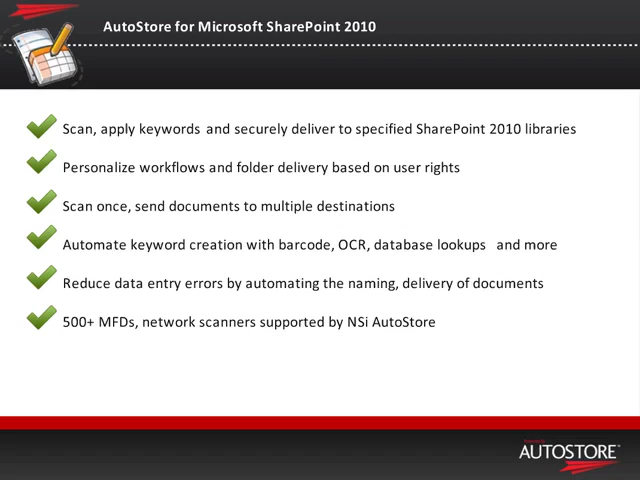 AutoStore for Microsoft SharePoint 2010
Scan, apply keywords and securely deliver to specified SharePoint 2010 libraries
Personalize workflows and folder delivery based on user rights
Scan once, send documents to multiple destinations
Automate keyword creation with barcode, OCR, database lookups and more
Reduce data entry errors by automating the naming, delivery of documents
500+ MFDs, network scanners supported by NSi AutoStore
AUTOSTORE™